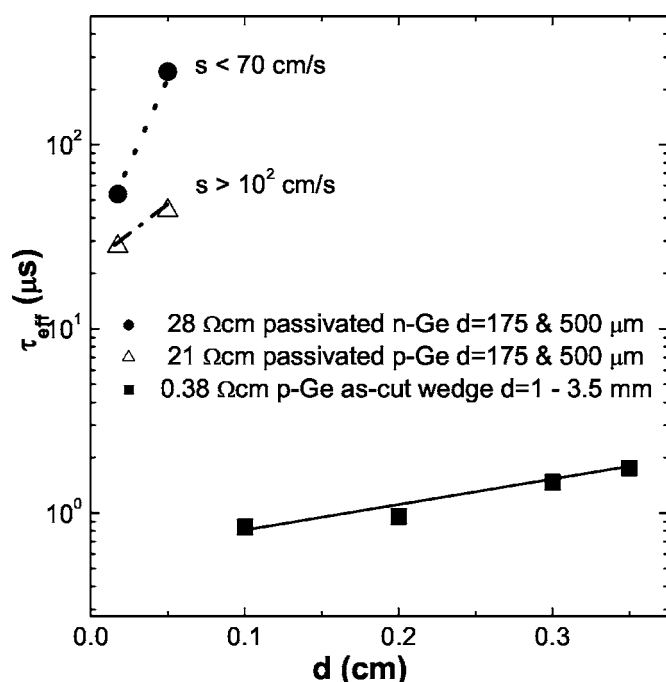 s < 70 cm/s
10²
s > 10² cm/s
τeff (μs)
28 Ωcm passivated n-Ge d=175 & 500 μm
10¹
21 Ωcm passivated p-Ge d=175 & 500 μm
0.38 Ωcm p-Ge as-cut wedge d=1 - 3.5 mm
10⁰
0.0 0.1 0.2 0.3
d (cm)